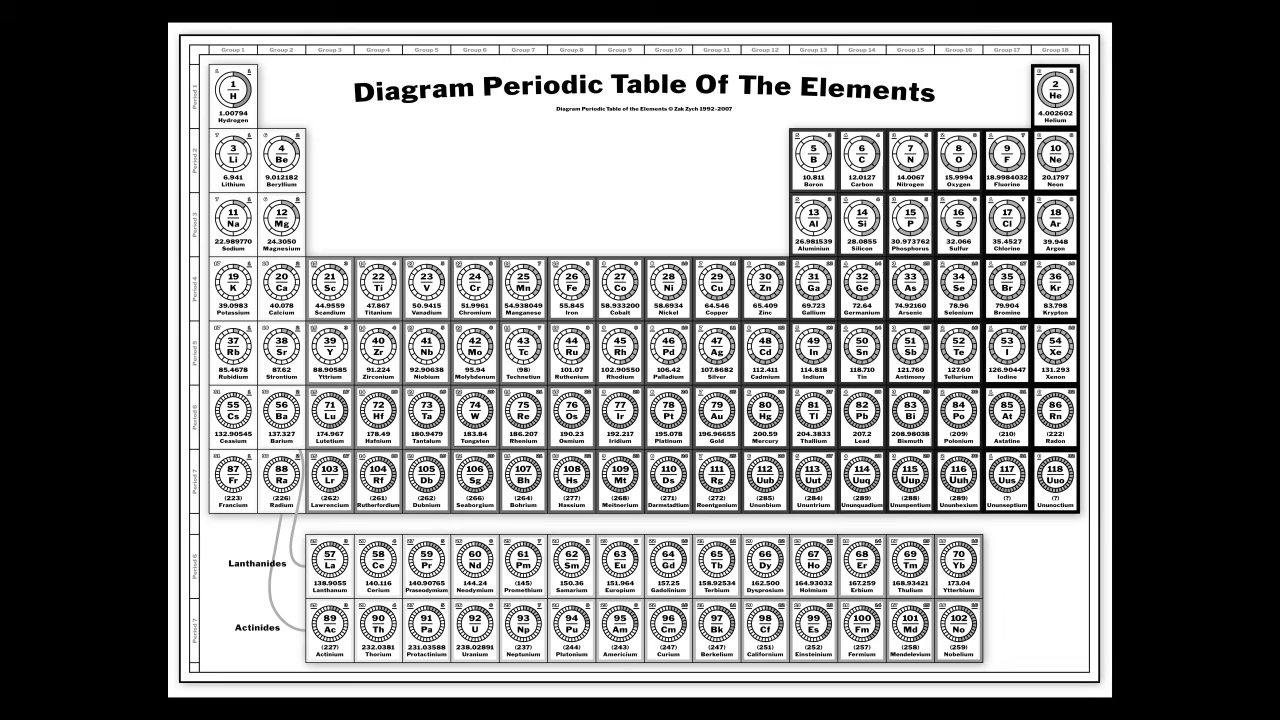 Group 1 Group 2 Group 3 Group 4 Group 5 Group 6 Group 7 Group 8 Group 9 Group 10 Group 11 Group 12 Group 13 Group 14 Group 15 Group 16 Group 17 Group 18
Diagram Periodic Table Of The Elements
Diagram Periodic Table of the Elements © Zak Zych 1992-2007
Period 1
1 2
H He
1.00794 4.002602
Hydrogen Helium
Period 2
3 4 5 6 7 8 9 10
Li Be B C N O F Ne
6.941 9.012182 10.811 12.0127 14.0067 15.9994 18.9984032 20.1797
Lithium Beryllium Boron Carbon Nitrogen Oxygen Fluorine Neon
Period 3
11 12 13 14 15 16 17 18
Na Mg Al Si P S Cl Ar
22.989770 24.3050 26.981539 28.0855 30.973762 32.066 35.4527 39.948
Sodium Magnesium Aluminiun Silicon Phosphorus Sulfur Chlorine Argon
Period 4
19 20 21 22 23 24 25 26 27 28 29 30 31 32 33 34 35 36
K Ca Sc Ti V Cr Mn Fe Co Ni Cu Zn Ga Ge As Se Br Kr
39.0983 40.078 44.9559 47.867 50.9415 51.9961 54.938049 55.845 58.933200 58.6934 64.546 65.409 69.723 72.64 74.92160 78.96 79.904 83.798
Potassium Calcium Scandium Titanium Vanadium Chromium Manganese Iron Cobalt Nickel Copper Zinc Gallium Germanium Arsenic Selenium Bromine Krypton
Period 5
37 38 39 40 41 42 43 44 45 46 47 48 49 50 51 52 53 54
Rb Sr Y Zr Nb Mo Tc Ru Rh Pd Ag Cd In Sn Sb Te I Xe
85.4678 87.62 88.90585 91.224 92.90638 95.94 (98) 101.07 102.90550 106.42 107.8682 112.411 114.818 118.710 121.760 127.60 126.90447 131.293
Rubidium Strontium Yttrium Zirconium Niobium Molybdenum Technetiun Ruthenium Rhodium Palladium Silver Cadmium Indium Tin Antimony Tellurium Iodine Xenon
Period 6
55 56 71 72 73 74 75 76 77 78 79 80 81 82 83 84 85 86
Cs Ba Lu Hf Ta W Re Os Ir Pt Au Hg Tl Pb Bi Po At Rn
132.90545 137.327 174.967 178.49 180.9479 183.84 186.207 190.23 192.217 195.078 196.96655 200.59 204.3833 207.2 208.98038 (209) (210) (222)
Ceasium Barium Lutetium Hafnium Tantalum Tungsten Rhenium Osmium Iridium Platinum Gold Mercury Thallium Lead Bismuth Polonium Astatine Radon
Period 7
87 88 103 104 105 106 107 108 109 110 111 112 113 114 115 116 117 118
Fr Ra Lr Rf Db Sg Bh Hs Mt Ds Rg Uub Uut Uuq Uup Uuh Uus Uuo
(223) (226) (262) (261) (262) (266) (264) (277) (268) (271) (272) (285) (284) (289) (288) (289) (?) (?)
Francium Radium Lawrencium Rutherfordium Dubnium Seaborgium Bohrium Hassium Meitnerium Darmstadtium Roentgenium Ununbium Ununtrium Ununquadium Ununpentium Ununhexium Ununseptium Ununoctium
Period 6
Lanthanides
57 58 59 60 61 62 63 64 65 66 67 68 69 70
La Ce Pr Nd Pm Sm Eu Gd Tb Dy Ho Er Tm Yb
138.9055 140.116 140.90765 144.24 (145) 150.36 151.964 157.25 158.92534 162.500 164.93032 167.259 168.93421 173.04
Lanthanum Cerium Praseodymium Neodymium Promethium Samarium Europium Gadolinium Terbium Dysprosium Holmium Erbium Thulium Ytterbium
Period 7
Actinides
89 90 91 92 93 94 95 96 97 98 99 100 101 102
Ac Th Pa U Np Pu Am Cm Bk Cf Es Fm Md No
(227) 232.0381 231.03588 238.02891 (237) (244) (243) (247) (247) (251) (252) (257) (258) (259)
Actinium Thorium Protactinium Uranium Neptunium Plutonium Americium Curium Berkelium Californium Einsteinium Fermium Mendelevium Nobelium